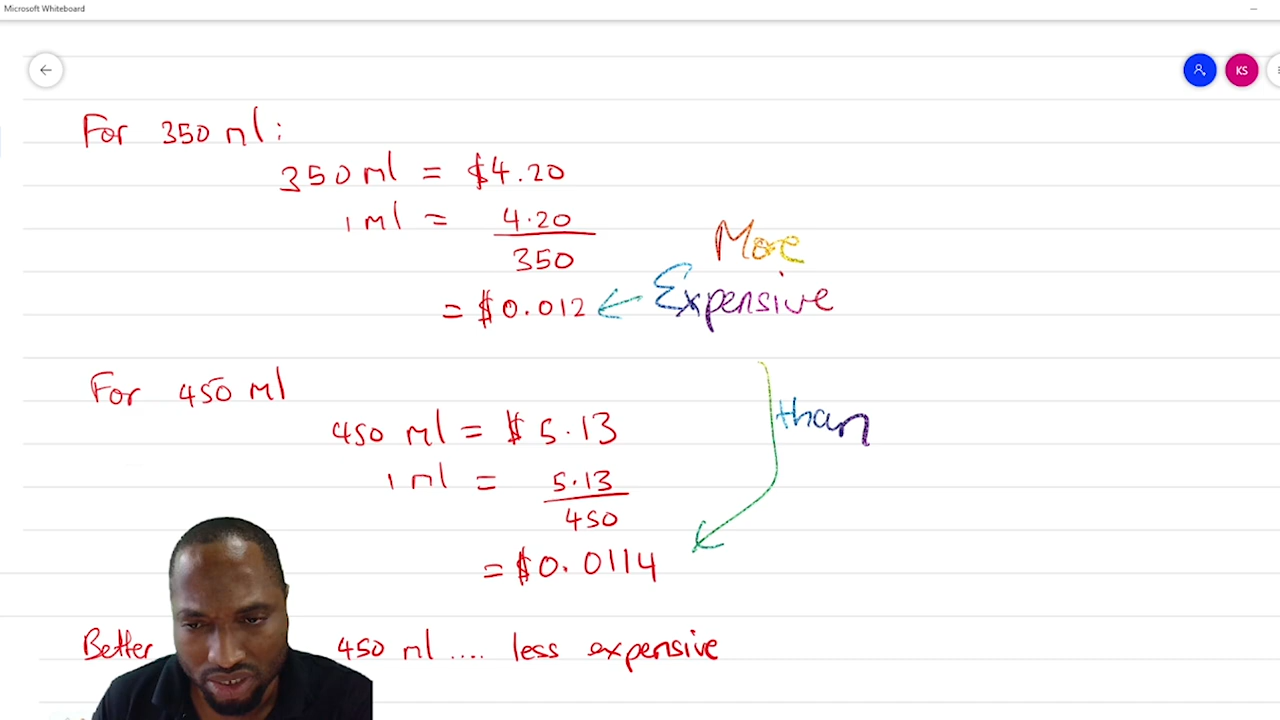 Microsoft Whiteboard
KS
For 350 ml:
350 ml = $4.20
1 ml = 4.20
350
= $0.012
More
Expensive
For 450 ml
450 ml = $5.13
than
1 ml = 5.13
450
= $0.0114
Better 450 ml .... less expensive